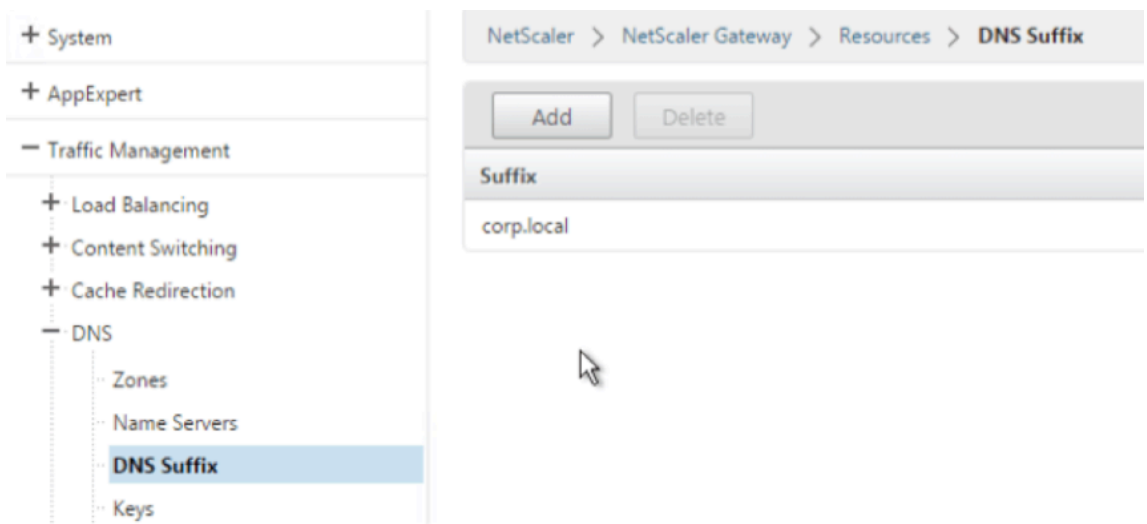 System
AppExpert
Traffic Management
Load Balancing
Content Switching
Cache Redirection
DNS
Zones
Name Servers
DNS Suffix
Keys
NetScaler > NetScaler Gateway > Resources > DNS Suffix
Add Delete
Suffix
corp.local